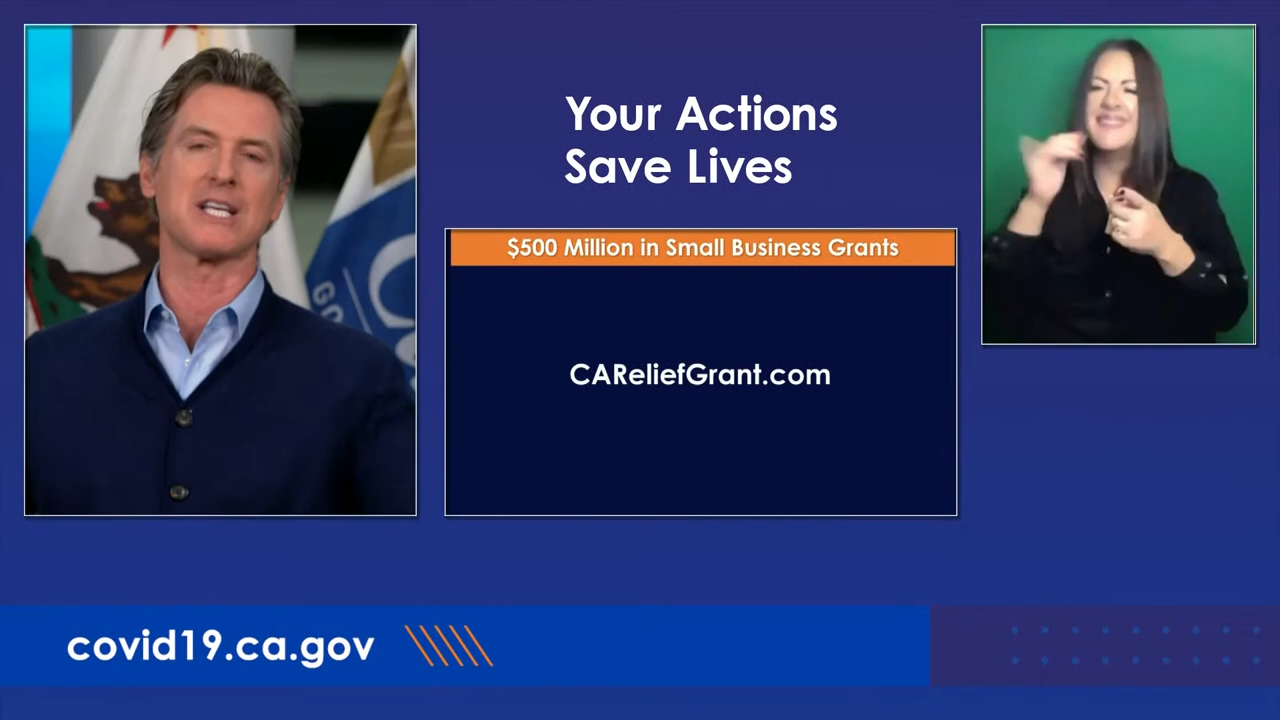 Your Actions
Save Lives
$500 Million in Small Business Grants
CAReliefGrant.com
covid19.ca.gov